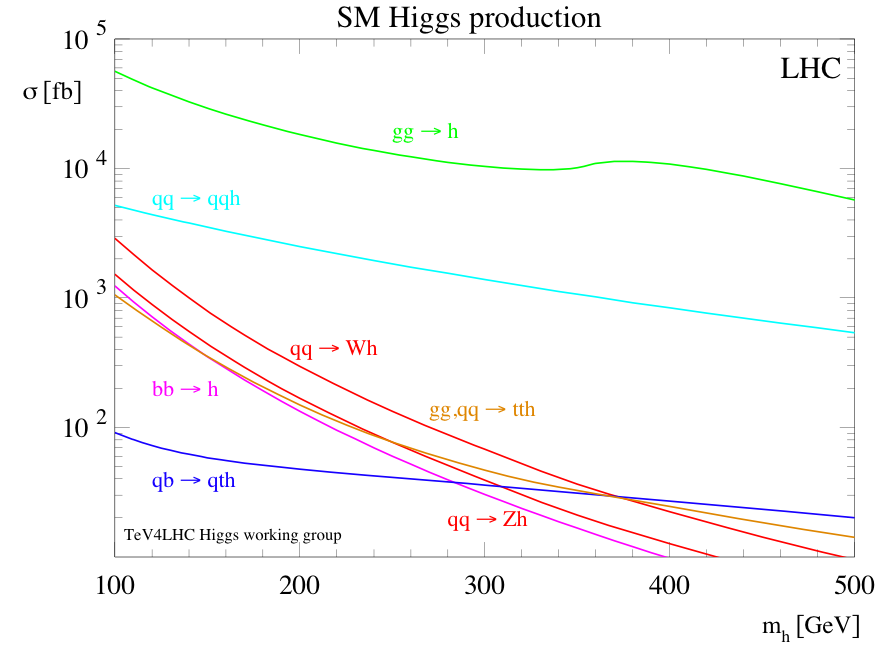 SM Higgs production
10 5
LHC
σ [fb]
gg → h
10 4
qq → qqh
10 3
qq → Wh
bb → h
gg,qq → tth
10 2
qb → qth
qq → Zh
TeV4LHC Higgs working group
100 200 300 400 500
m_h [GeV]